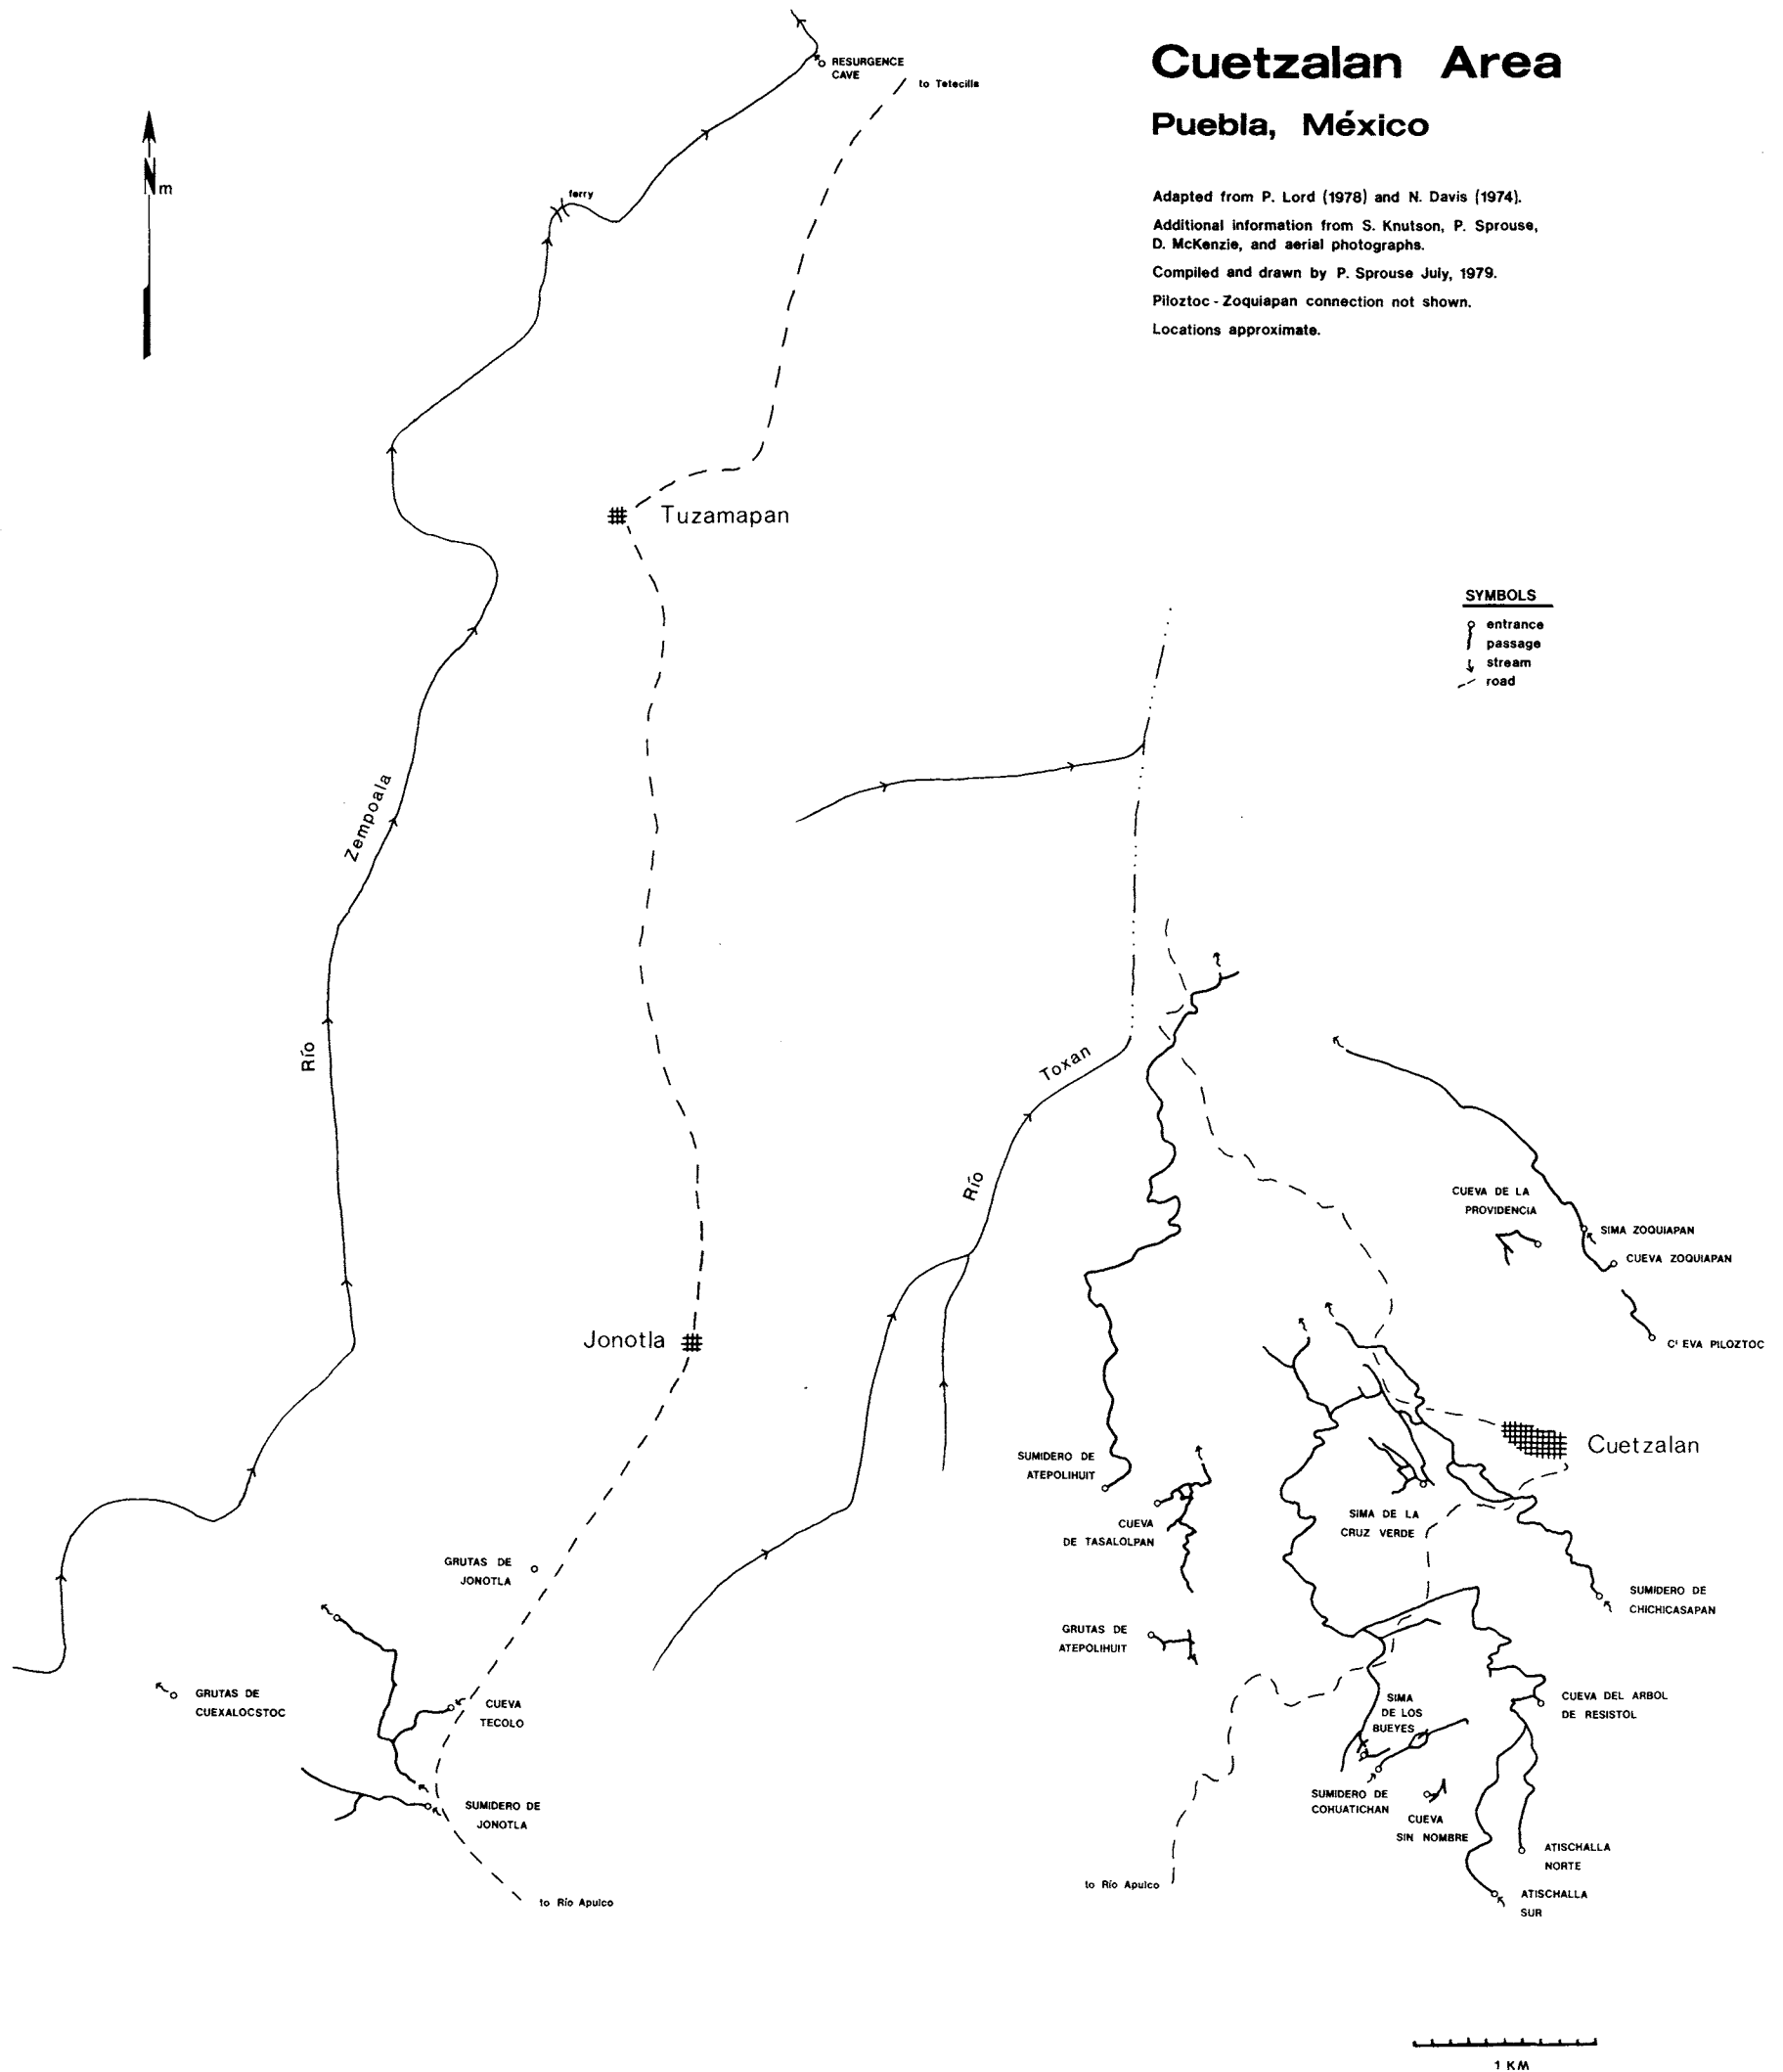 Cuetzalan Area
Puebla, México
Adapted from P. Lord (1978) and N. Davis (1974).
Additional information from S. Knutson, P. Sprouse,
D. McKenzie, and aerial photographs.
Compiled and drawn by P. Sprouse July, 1979.
Piloztoc - Zoquiapan connection not shown.
Locations approximate.
RESURGENCE
CAVE
to Tetecilla
N m
ferry
Tuzamapan
SYMBOLS
entrance
passage
stream
road
Zempoala
Río
Toxan
Río
CUEVA DE LA
PROVIDENCIA
SIMA ZOQUIAPAN
CUEVA ZOQUIAPAN
C EVA PILOZTOC
Jonotla
Cuetzalan
SUMIDERO DE
ATEPOLIHUIT
CUEVA
DE TASALOLPAN
SIMA DE LA
CRUZ VERDE
GRUTAS DE
JONOTLA
SUMIDERO DE
CHICHICASAPAN
GRUTAS DE
ATEPOLIHUIT
GRUTAS DE
CUEXALOCSTOC
CUEVA
TECOLO
SIMA
DE LOS
BUEYES
CUEVA DEL ARBOL
DE RESISTOL
SUMIDERO DE
JONOTLA
SUMIDERO DE
COHUATICHAN
CUEVA
SIN NOMBRE
ATISCHALLA
NORTE
to Río Apulco
to Río Apulco
ATISCHALLA
SUR
1 KM